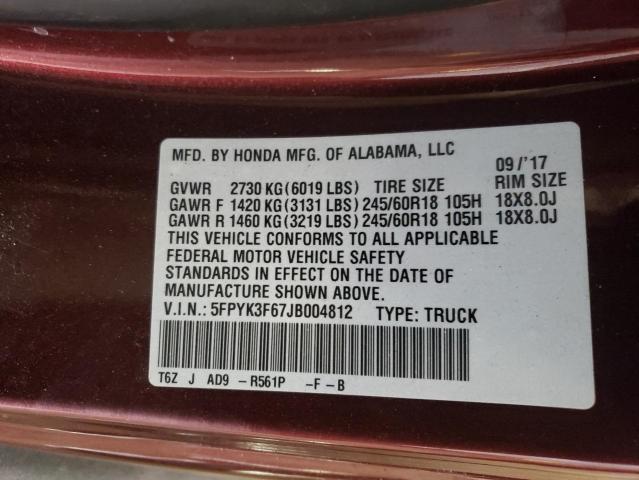 MFD. BY HONDA MFG. OF ALABAMA, LLC
09/'17
GVWR 2730 KG(6019 LBS) TIRE SIZE RIM SIZE
GAWR F 1420 KG(3131 LBS) 245/60R18 105H 18X8.0J
GAWR R 1460 KG(3219 LBS) 245/60R18 105H 18X8.0J
THIS VEHICLE CONFORMS TO ALL APPLICABLE
FEDERAL MOTOR VEHICLE SAFETY
STANDARDS IN EFFECT ON THE DATE OF
MANUFACTURE SHOWN ABOVE.
V.I.N.: 5FPYK3F67JB004812 TYPE: TRUCK
T6Z J AD9 -R561P -F-B